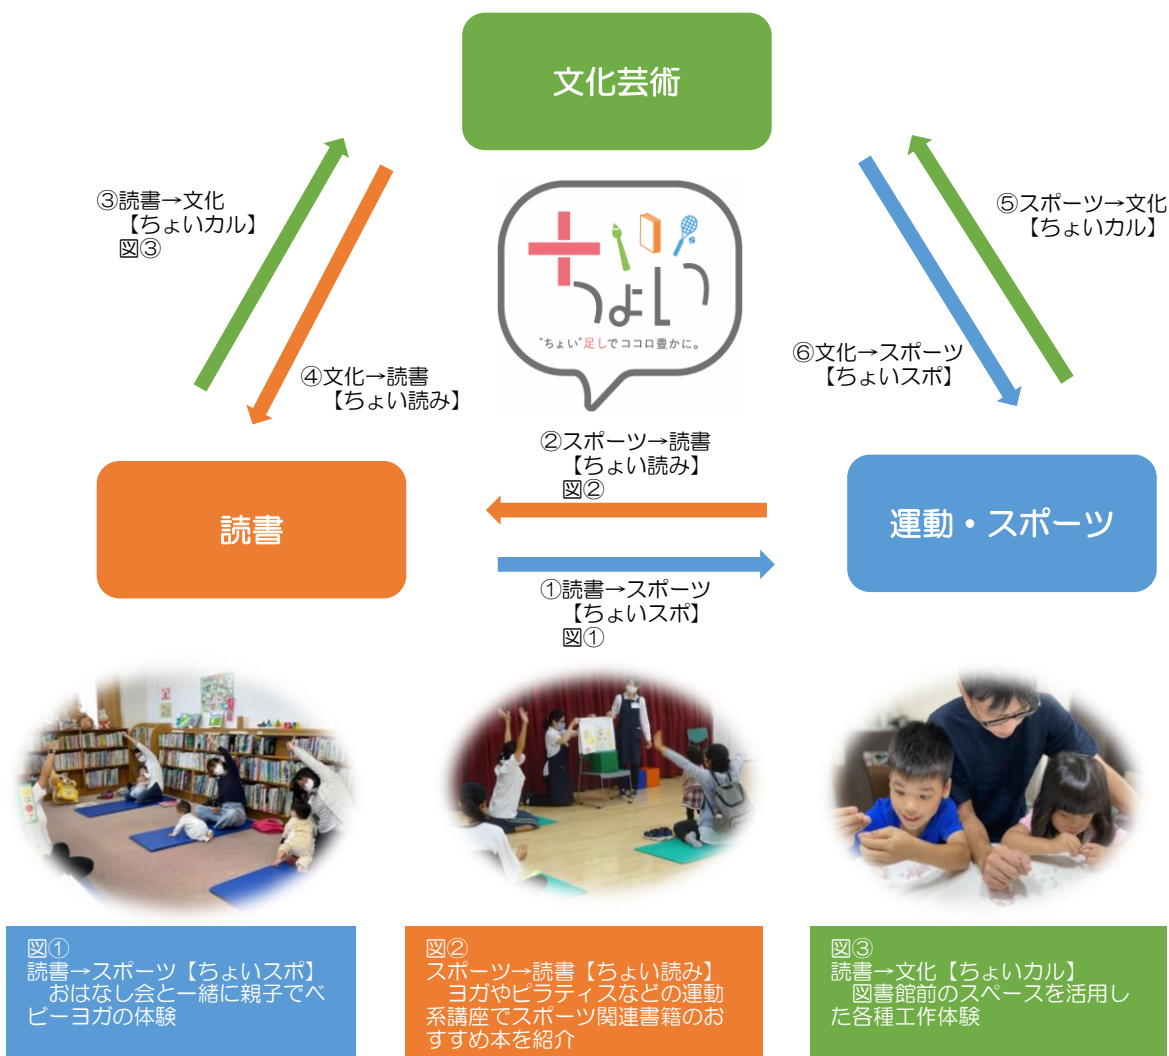 文化芸術
③読書→文化
【ちょいカル】
図③
⑤スポーツ→文化
【ちょいカル】
ちょい
"ちょい"足しでココロ豊かに。
④文化→読書
【ちょい読み】
⑥文化→スポーツ
【ちょいスポ】
②スポーツ→読書
【ちょい読み】
図②
読書
運動・スポーツ
①読書→スポーツ
【ちょいスポ】
図①
図①
読書→スポーツ【ちょいスポ】
おはなし会と一緒に親子でベ
ビーヨガの体験
図②
スポーツ→読書【ちょい読み】
ヨガやピラティスなどの運動
系講座でスポーツ関連書籍のお
すすめ本を紹介
図③
読書→文化【ちょいカル】
図書館前のスペースを活用し
た各種工作体験